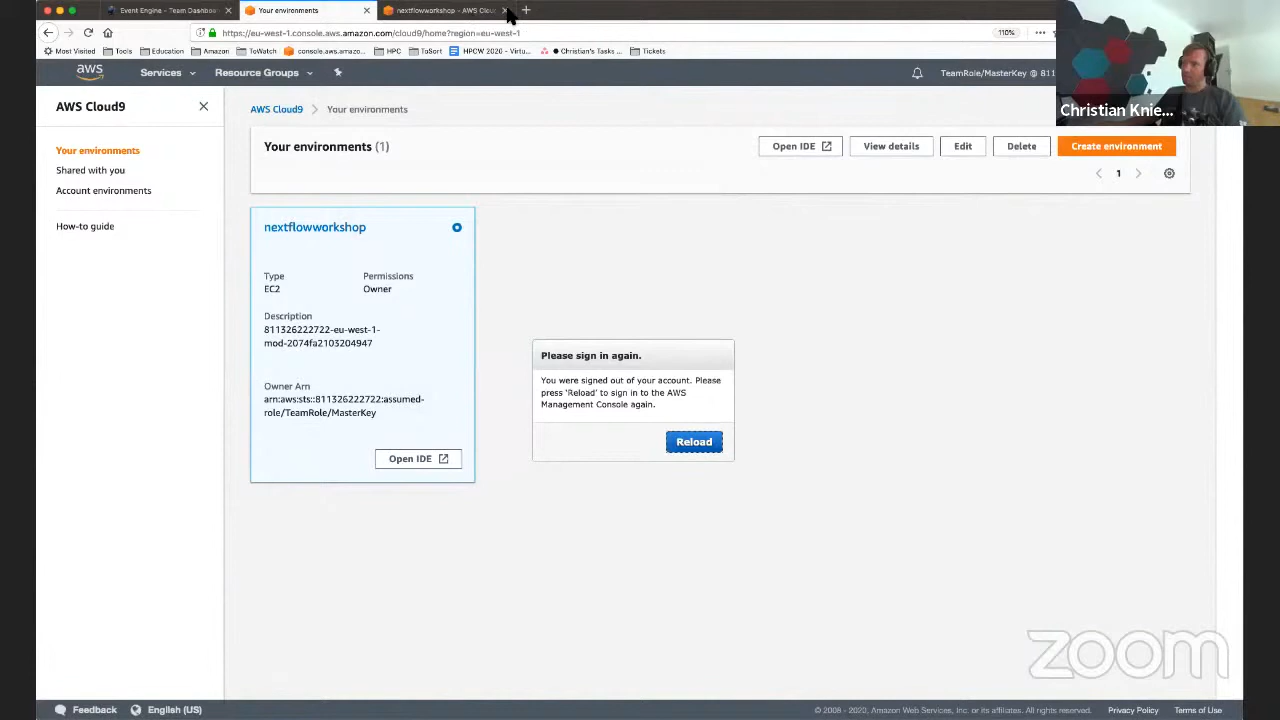 Event Engine - Team Dashboa
Your environments
nextflowworkshop - AWS Clou
https://eu-west-1.console.aws.amazon.com/cloud9/home?region=eu-west-1
110%
Most Visited
Tools
Education
Amazon
ToWatch
console.aws.amazo...
HPC
ToSort
HPCW 2020 - Virtu...
Christian's Tasks ...
Tickets
aws
Services
Resource Groups
TeamRole/MasterKey @ 811
Christian Knie...
AWS Cloud9
AWS Cloud9
Your environments
Your environments
Shared with you
Account environments
How-to guide
Your environments (1)
Open IDE
View details
Edit
Delete
Create environment
1
nextflowworkshop
Type
EC2
Permissions
Owner
Description
811326222722-eu-west-1-
mod-2074fa2103204947
Owner Arn
arn:aws:sts::811326222722:assumed-
role/TeamRole/MasterKey
Open IDE
Please sign in again.
You were signed out of your account. Please
press 'Reload' to sign in to the AWS
Management Console again.
Reload
zoom
Feedback
English (US)
© 2008 - 2020, Amazon Web Services, Inc. or its affiliates. All rights reserved.
Privacy Policy
Terms of Use